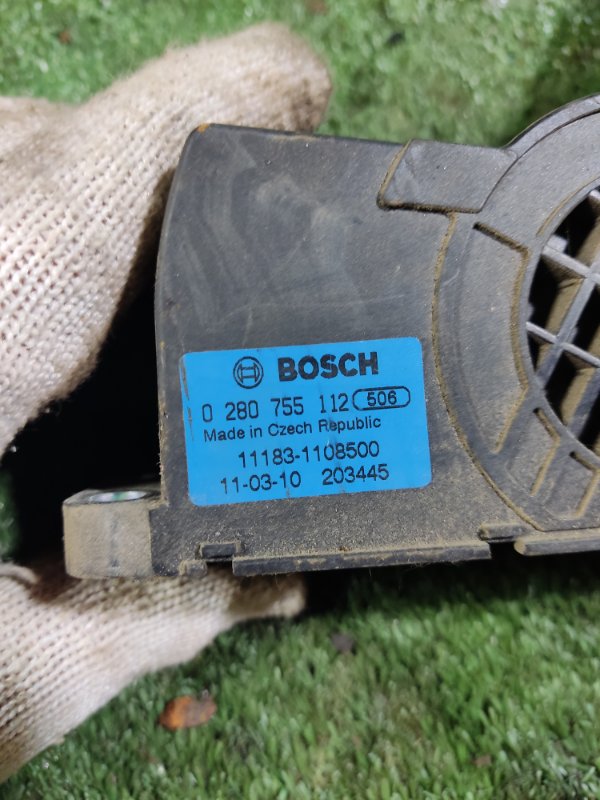 BOSCH
0 280 755 112 506
Made in Czech Republic
11183-1108500
11-03-10 203445